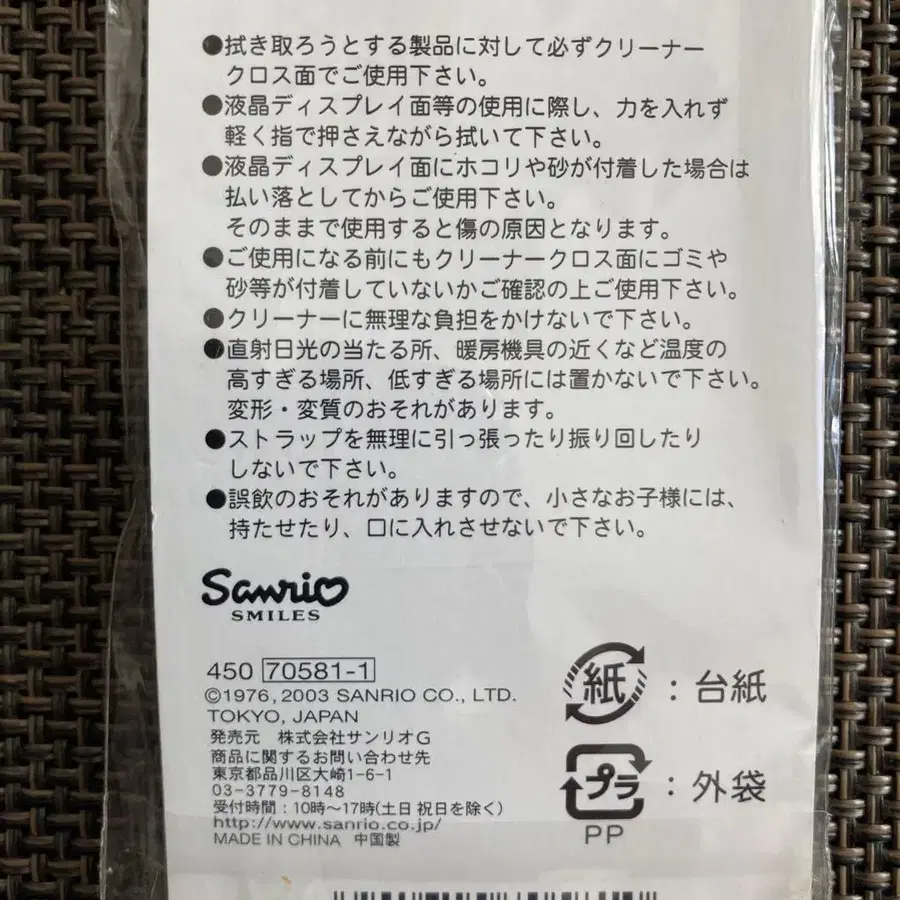 ●拭き取ろうとする製品に対して必ずクリーナー
クロス面でご使用下さい。
●液晶ディスプレイ面等の使用に際し、力を入れず
軽く指で押さえながら拭いて下さい。
●液晶ディスプレイ面にホコリや砂が付着した場合は
払い落としてからご使用下さい。
そのままで使用すると傷の原因となります。
●ご使用になる前にもクリーナークロス面にゴミや
砂等が付着していないかご確認の上ご使用下さい。
●クリーナーに無理な負担をかけないで下さい。
●直射日光の当たる所、暖房機具の近くなど温度の
高すぎる場所、低すぎる場所には置かないで下さい。
変形・変質のおそれがあります。
●ストラップを無理に引っ張ったり振り回したり
しないで下さい。
●誤飲のおそれがありますので、小さなお子様には、
持たせたり、口に入れさせないで下さい。
Sanrio
SMILES
450 70581-1
©1976, 2003 SANRIO CO., LTD.
TOKYO, JAPAN
発売元 株式会社サンリオG
商品に関するお問い合わせ先
東京都品川区大崎1-6-1
03-3779-8148
受付時間：10時～17時(土日 祝日を除く)
http://www.sanrio.co.jp/
MADE IN CHINA 中国製
紙：台紙
プラ：外袋
PP